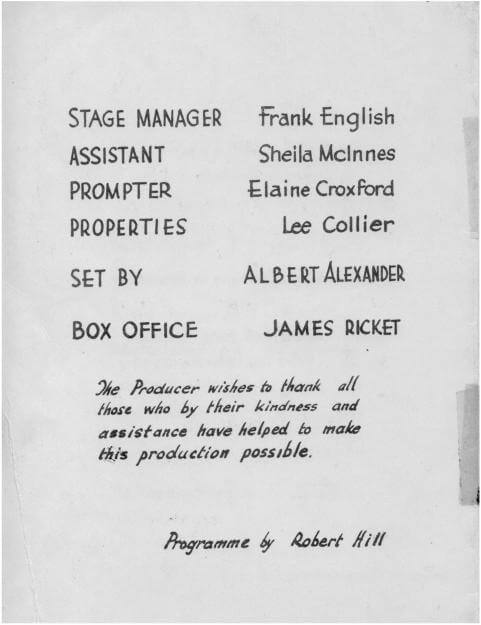 STAGE MANAGER Frank English
ASSISTANT Sheila McInnes
PROMPTER Elaine Croxford
PROPERTIES Lee Collier
SET BY ALBERT ALEXANDER
BOX OFFICE JAMES RICKET
The Producer wishes to thank all
those who by their kindness and
assistance have helped to make
this production possible.
Programme by Robert Hill